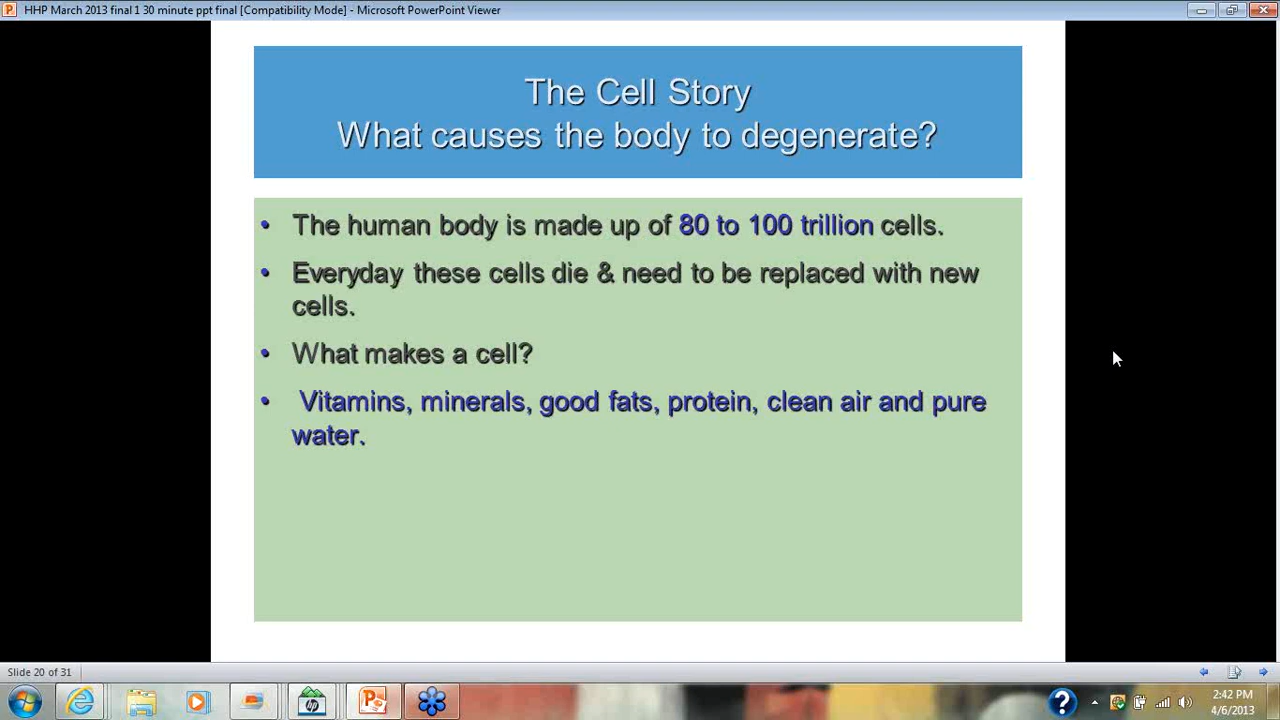 HHP March 2013 final 1 30 minute ppt final [Compatibility Mode] - Microsoft PowerPoint Viewer
The Cell Story
What causes the body to degenerate?
• The human body is made up of 80 to 100 trillion cells.
• Everyday these cells die & need to be replaced with new
cells.
• What makes a cell?
• Vitamins, minerals, good fats, protein, clean air and pure
water.
Slide 20 of 31
2:42 PM
4/6/2013